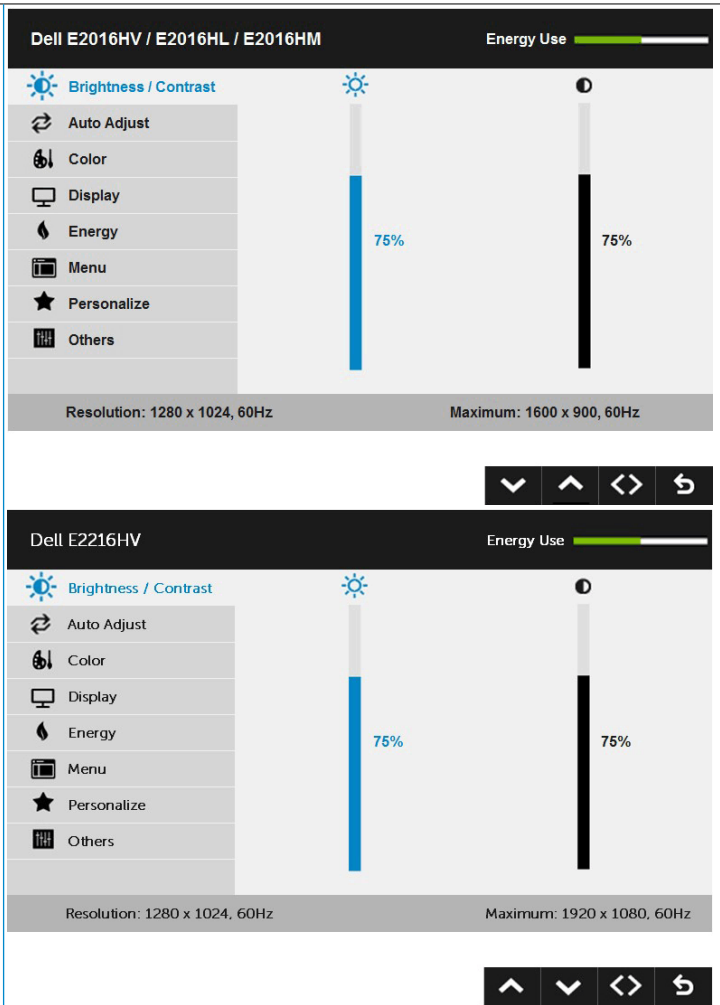 Dell E2016HV / E2016HL / E2016HM Energy Use
Brightness / Contrast
Auto Adjust
Color
Display
Energy
75% 75%
Menu
Personalize
Others
Resolution: 1280 x 1024, 60Hz Maximum: 1600 x 900, 60Hz
Dell E2216HV Energy Use
Brightness / Contrast
Auto Adjust
Color
Display
Energy
75% 75%
Menu
Personalize
Others
Resolution: 1280 x 1024, 60Hz Maximum: 1920 x 1080, 60Hz